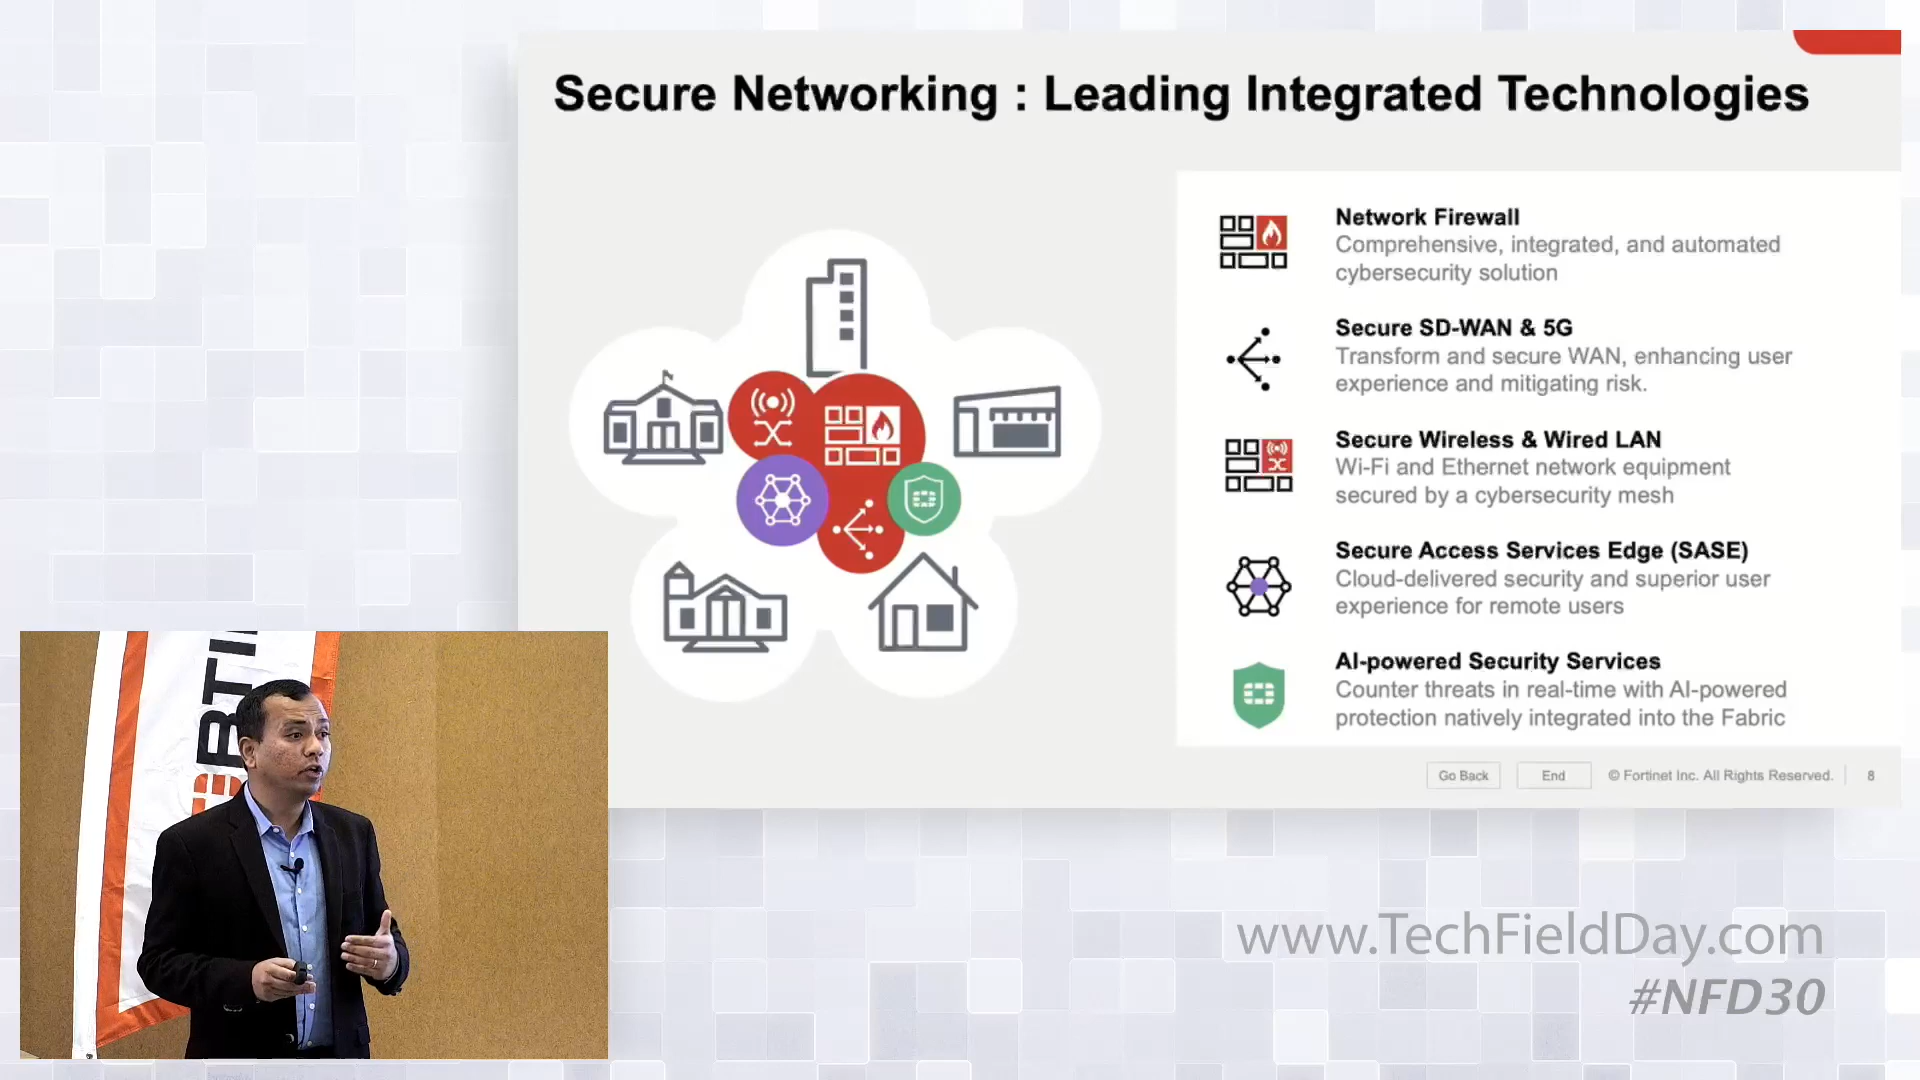 Secure Networking : Leading Integrated Technologies
Network Firewall
Comprehensive, integrated, and automated
cybersecurity solution
Secure SD-WAN & 5G
Transform and secure WAN, enhancing user
experience and mitigating risk.
Secure Wireless & Wired LAN
Wi-Fi and Ethernet network equipment
secured by a cybersecurity mesh
Secure Access Services Edge (SASE)
Cloud-delivered security and superior user
experience for remote users
AI-powered Security Services
Counter threats in real-time with AI-powered
protection natively integrated into the Fabric
Go Back
End
© Fortinet Inc. All Rights Reserved.
8
www.TechFieldDay.com
#NFD30